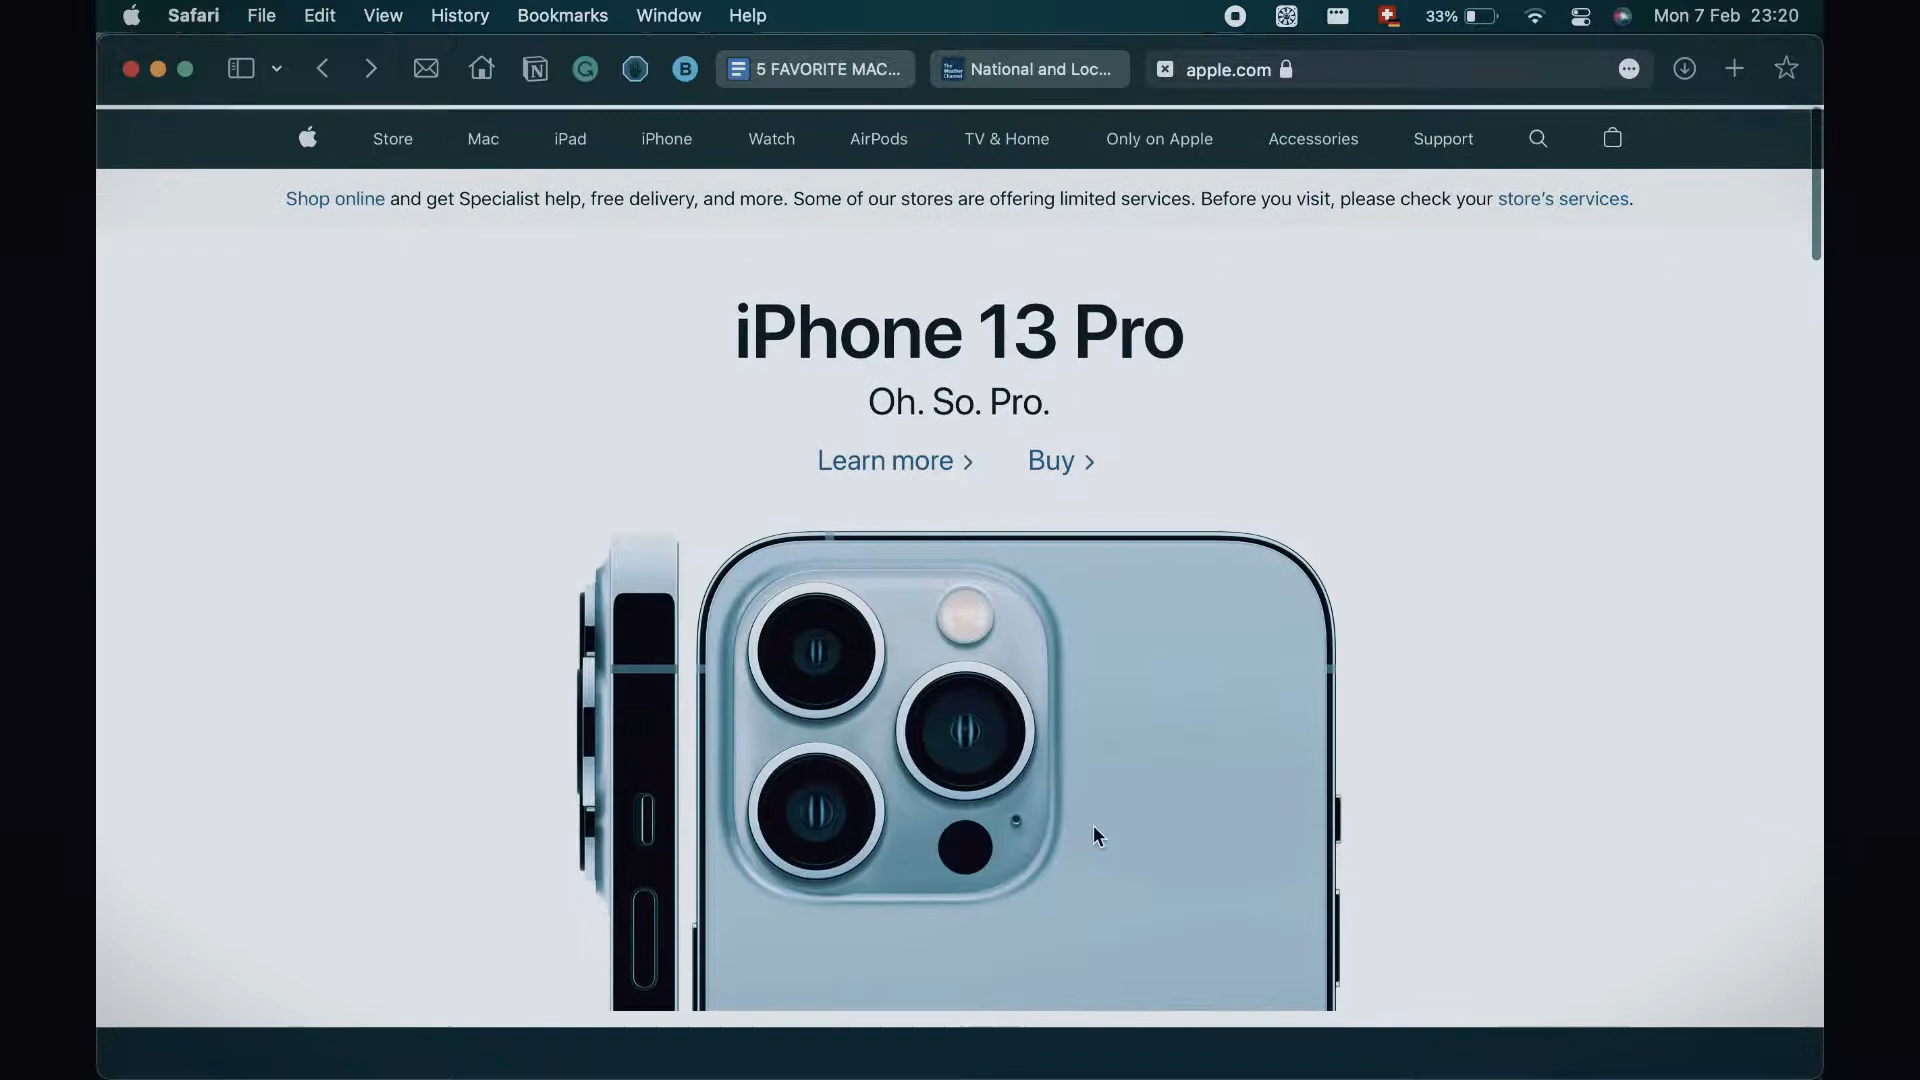 Safari File Edit View History Bookmarks Window Help 33% Mon 7 Feb 23:20
5 FAVORITE MAC... National and Loc... apple.com
Store Mac iPad iPhone Watch AirPods TV & Home Only on Apple Accessories Support
Shop online and get Specialist help, free delivery, and more. Some of our stores are offering limited services. Before you visit, please check your store's services.
iPhone 13 Pro
Oh. So. Pro.
Learn more > Buy >